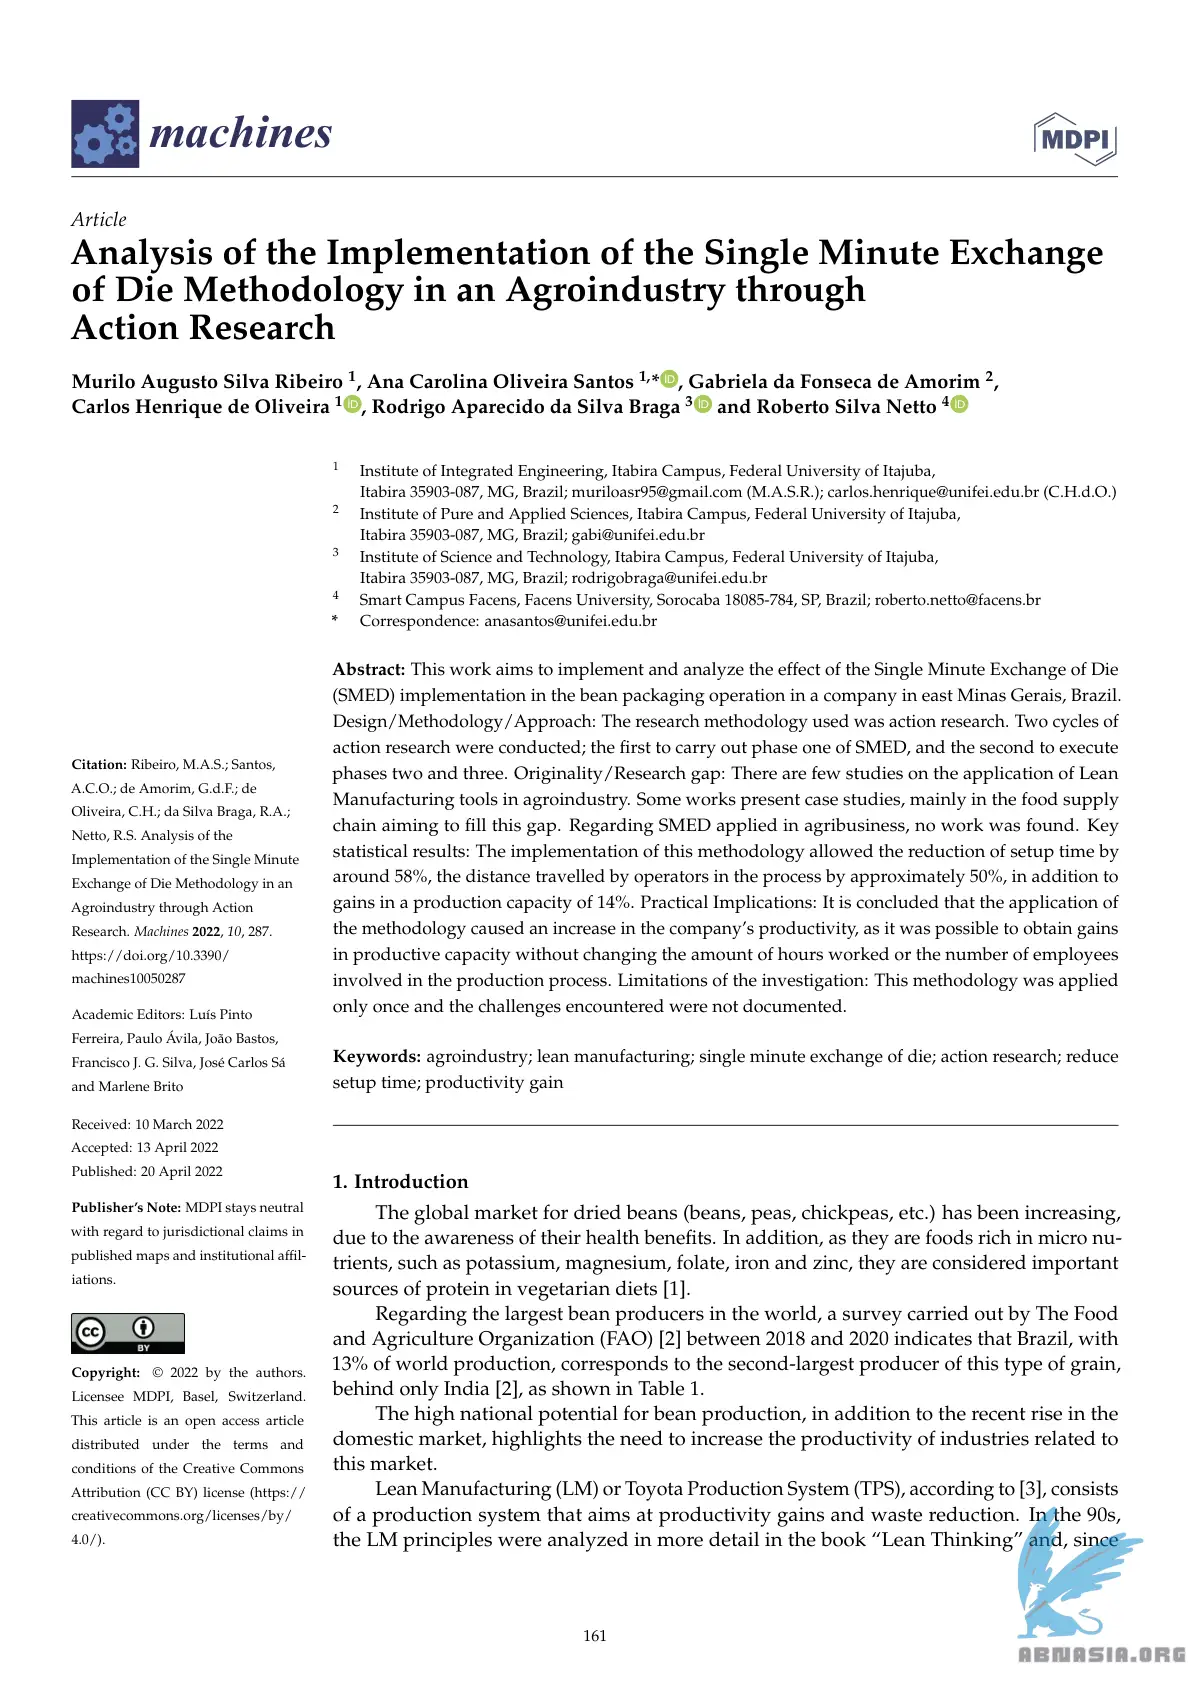 machines
MDPI
Article
Analysis of the Implementation of the Single Minute Exchange
of Die Methodology in an Agroindustry through
Action Research
Murilo Augusto Silva Ribeiro 1, Ana Carolina Oliveira Santos 1,* iD, Gabriela da Fonseca de Amorim 2,
Carlos Henrique de Oliveira 1 iD, Rodrigo Aparecido da Silva Braga 3 iD and Roberto Silva Netto 4 iD
1 Institute of Integrated Engineering, Itabira Campus, Federal University of Itajuba,
Itabira 35903-087, MG, Brazil; muriloasr95@gmail.com (M.A.S.R.); carlos.henrique@unifei.edu.br (C.H.d.O.)
2 Institute of Pure and Applied Sciences, Itabira Campus, Federal University of Itajuba,
Itabira 35903-087, MG, Brazil; gabi@unifei.edu.br
3 Institute of Science and Technology, Itabira Campus, Federal University of Itajuba,
Itabira 35903-087, MG, Brazil; rodrigobraga@unifei.edu.br
4 Smart Campus Facens, Facens University, Sorocaba 18085-784, SP, Brazil; roberto.netto@facens.br
* Correspondence: anasantos@unifei.edu.br
Abstract: This work aims to implement and analyze the effect of the Single Minute Exchange of Die
(SMED) implementation in the bean packaging operation in a company in east Minas Gerais, Brazil.
Design/Methodology/Approach: The research methodology used was action research. Two cycles of
action research were conducted; the first to carry out phase one of SMED, and the second to execute
phases two and three. Originality/Research gap: There are few studies on the application of Lean
Manufacturing tools in agroindustry. Some works present case studies, mainly in the food supply
chain aiming to fill this gap. Regarding SMED applied in agribusiness, no work was found. Key
statistical results: The implementation of this methodology allowed the reduction of setup time by
around 58%, the distance travelled by operators in the process by approximately 50%, in addition to
gains in a production capacity of 14%. Practical Implications: It is concluded that the application of
the methodology caused an increase in the company's productivity, as it was possible to obtain gains
in productive capacity without changing the amount of hours worked or the number of employees
involved in the production process. Limitations of the investigation: This methodology was applied
only once and the challenges encountered were not documented.
Keywords: agroindustry; lean manufacturing; single minute exchange of die; action research; reduce
setup time; productivity gain
Citation: Ribeiro, M.A.S.; Santos,
A.C.O.; de Amorim, G.d.F.; de
Oliveira, C.H.; da Silva Braga, R.A.;
Netto, R.S. Analysis of the
Implementation of the Single Minute
Exchange of Die Methodology in an
Agroindustry through Action
Research. Machines 2022, 10, 287.
https://doi.org/10.3390/
machines10050287
Academic Editors: Luís Pinto
Ferreira, Paulo Ávila, João Bastos,
Francisco J. G. Silva, José Carlos Sá
and Marlene Brito
Received: 10 March 2022
Accepted: 13 April 2022
Published: 20 April 2022
Publisher's Note: MDPI stays neutral
with regard to jurisdictional claims in
published maps and institutional affil-
iations.
cc BY
Copyright: © 2022 by the authors.
Licensee MDPI, Basel, Switzerland.
This article is an open access article
distributed under the terms and
conditions of the Creative Commons
Attribution (CC BY) license (https://
creativecommons.org/licenses/by/
4.0/).
1. Introduction
The global market for dried beans (beans, peas, chickpeas, etc.) has been increasing,
due to the awareness of their health benefits. In addition, as they are foods rich in micro nu-
trients, such as potassium, magnesium, folate, iron and zinc, they are considered important
sources of protein in vegetarian diets [1].
Regarding the largest bean producers in the world, a survey carried out by The Food
and Agriculture Organization (FAO) [2] between 2018 and 2020 indicates that Brazil, with
13% of world production, corresponds to the second-largest producer of this type of grain,
behind only India [2], as shown in Table 1.
The high national potential for bean production, in addition to the recent rise in the
domestic market, highlights the need to increase the productivity of industries related to
this market.
Lean Manufacturing (LM) or Toyota Production System (TPS), according to [3], consists
of a production system that aims at productivity gains and waste reduction. In the 90s,
the LM principles were analyzed in more detail in the book “Lean Thinking” and, since
161
ABNASIA.ORG